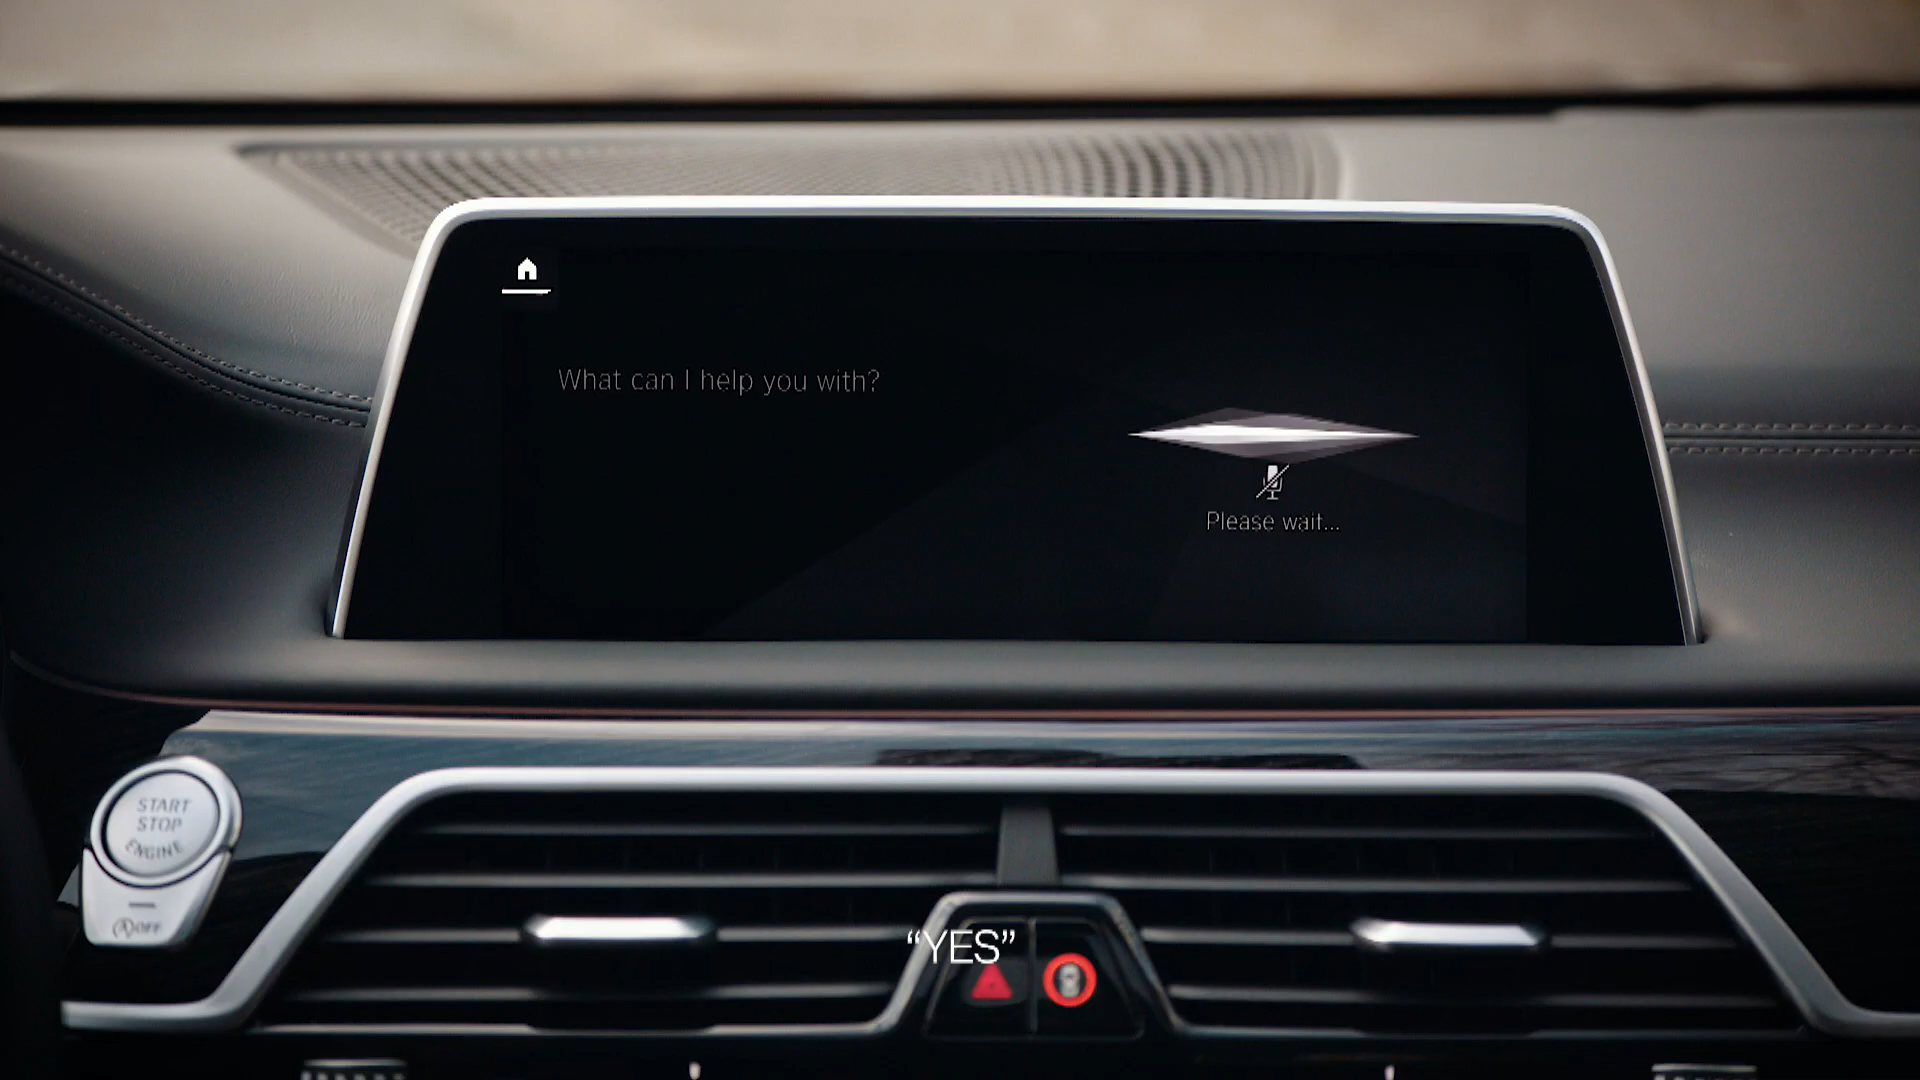 What can I help you with?
Please wait...
START
STOP
ENGINE
OFF
“YES”